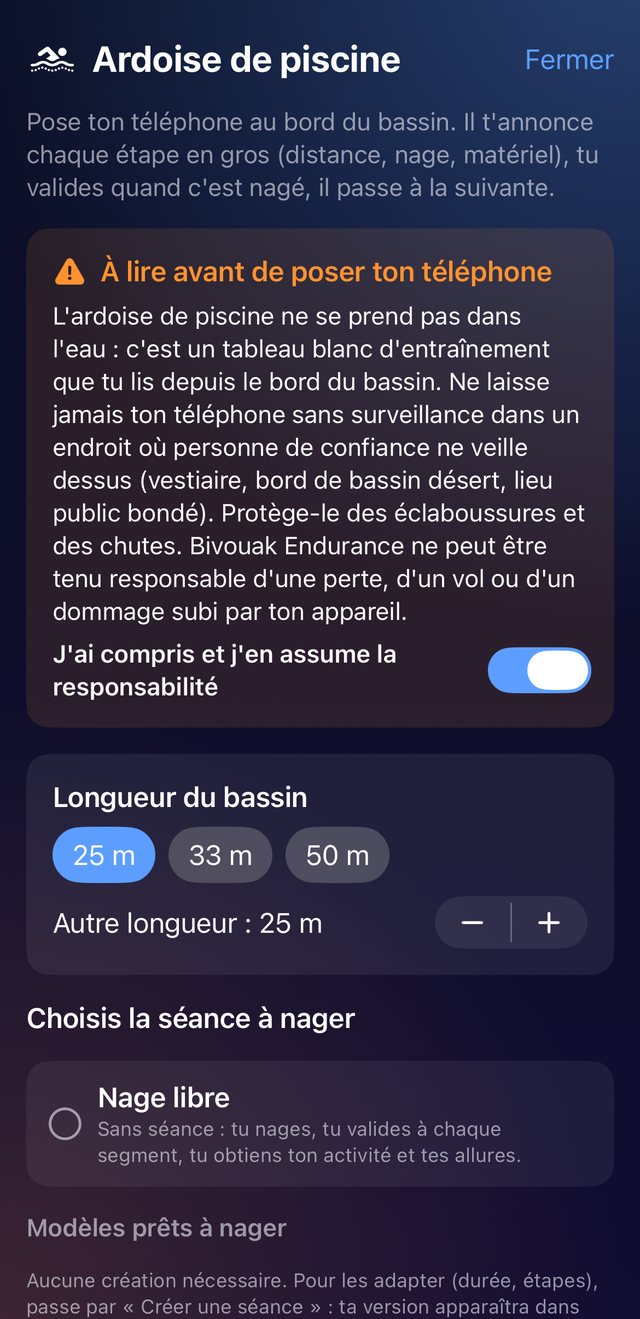 Ardoise de piscine
Fermer
Pose ton téléphone au bord du bassin. Il t'annonce
chaque étape en gros (distance, nage, matériel), tu
valides quand c'est nagé, il passe à la suivante.
À lire avant de poser ton téléphone
L'ardoise de piscine ne se prend pas dans
l'eau : c'est un tableau blanc d'entraînement
que tu lis depuis le bord du bassin. Ne laisse
jamais ton téléphone sans surveillance dans un
endroit où personne de confiance ne veille
dessus (vestiaire, bord de bassin désert, lieu
public bondé). Protège-le des éclaboussures et
des chutes. Bivouak Endurance ne peut être
tenu responsable d'une perte, d'un vol ou d'un
dommage subi par ton appareil.
J'ai compris et j'en assume la
responsabilité
Longueur du bassin
25 m
33 m
50 m
Autre longueur : 25 m
Choisis la séance à nager
Nage libre
Sans séance : tu nages, tu valides à chaque
segment, tu obtiens ton activité et tes allures.
Modèles prêts à nager
Aucune création nécessaire. Pour les adapter (durée, étapes),
passe par « Créer une séance » : ta version apparaîtra dans